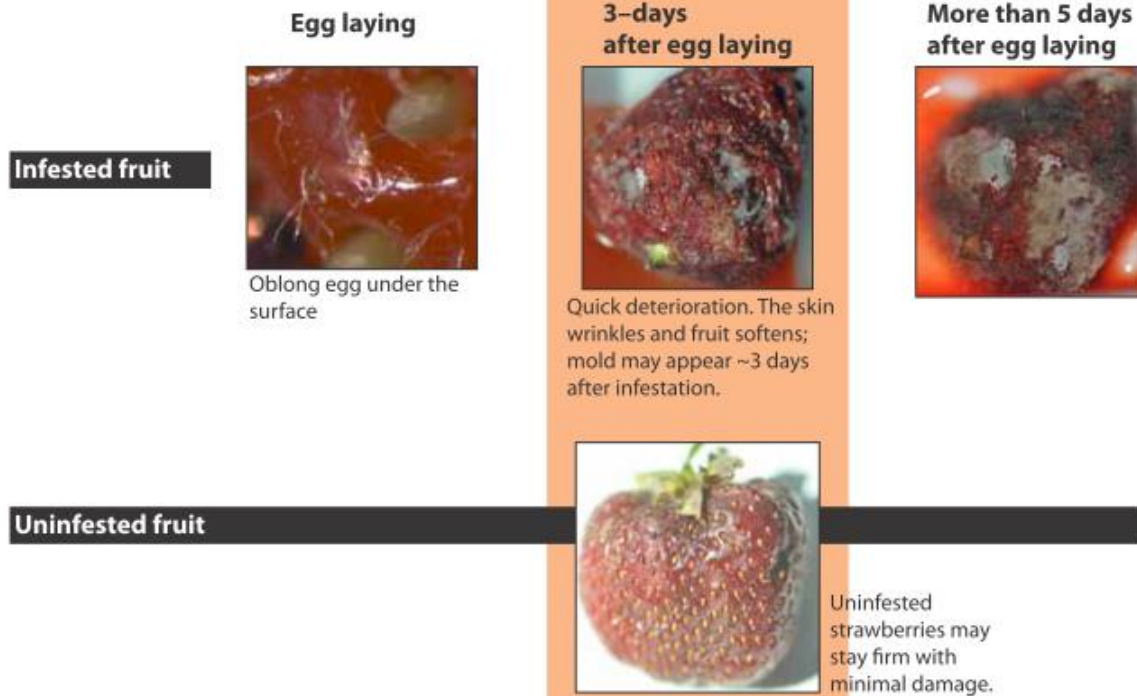 Egg laying
3–days
after egg laying
More than 5 days
after egg laying
Infested fruit
Oblong egg under the
surface
Quick deterioration. The skin
wrinkles and fruit softens;
mold may appear ~3 days
after infestation.
Uninfested fruit
Uninfested
strawberries may
stay firm with
minimal damage.